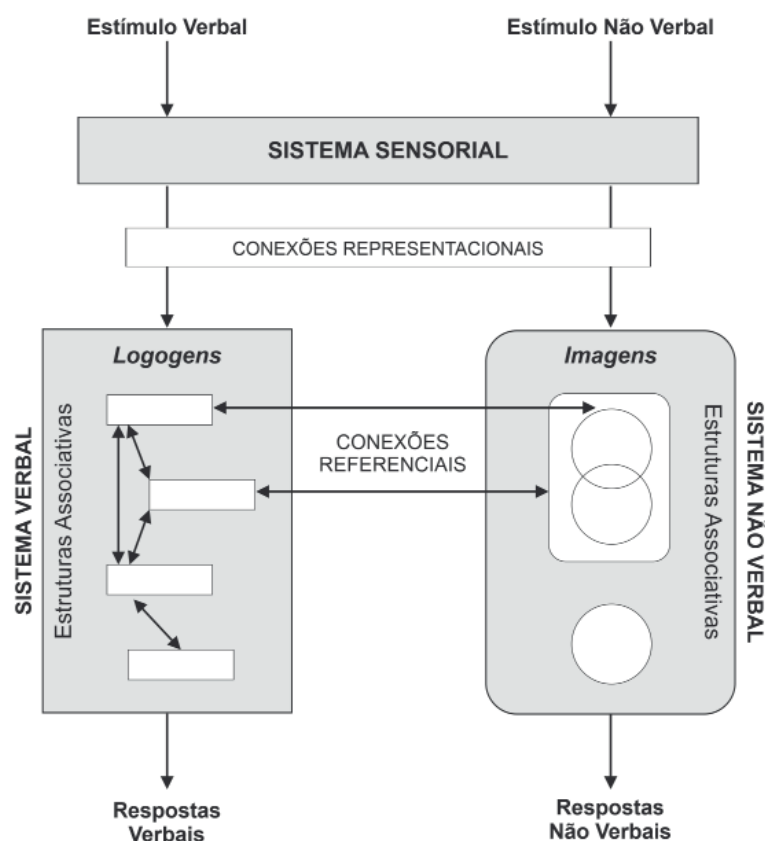 Estímulo Verbal
Estímulo Não Verbal
SISTEMA SENSORIAL
CONEXÕES REPRESENTACIONAIS
SISTEMA VERBAL
Estruturas Associativas
Logogens
CONEXÕES
REFERENCIAIS
Imagens
Estruturas Associativas
SISTEMA NÃO VERBAL
Respostas
Verbais
Respostas
Não Verbais